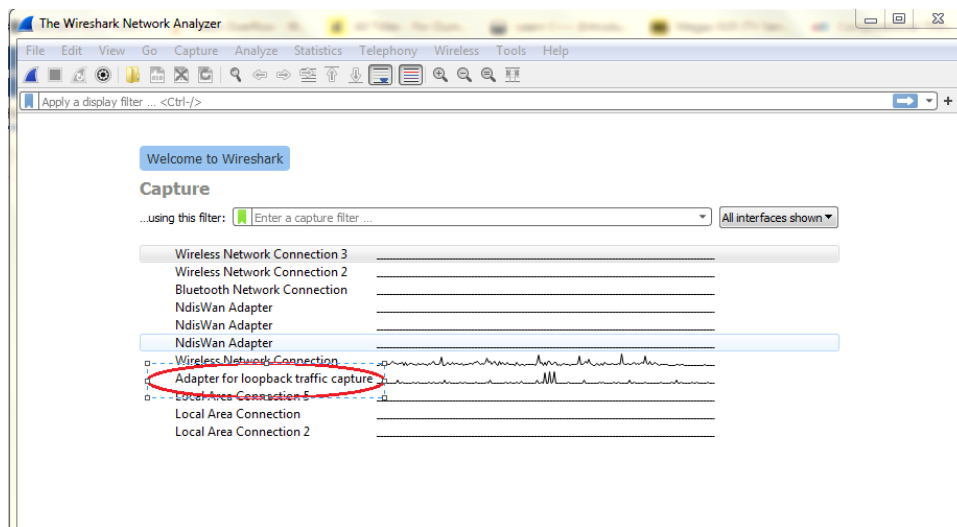 The Wireshark Network Analyzer
File Edit View Go Capture Analyze Statistics Telephony Wireless Tools Help
Apply a display filter ... <Ctrl-/>
Welcome to Wireshark
Capture
...using this filter: Enter a capture filter ... All interfaces shown
Wireless Network Connection 3
Wireless Network Connection 2
Bluetooth Network Connection
NdisWan Adapter
NdisWan Adapter
NdisWan Adapter
Wireless Network Connection
Adapter for loopback traffic capture
Local Area Connection 5
Local Area Connection
Local Area Connection 2